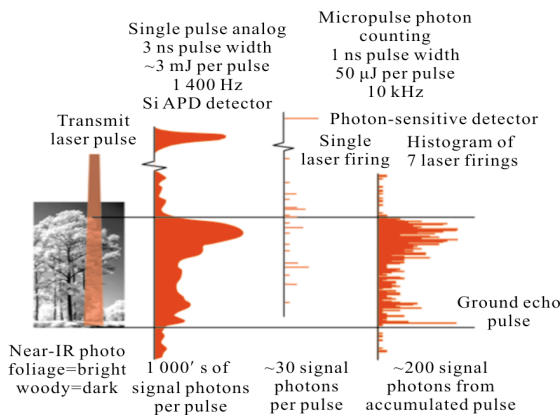 Single pulse analog
3 ns pulse width
~3 mJ per pulse
1 400 Hz
Si APD detector
Micropulse photon
counting
1 ns pulse width
50 μJ per pulse
10 kHz
Transmit
laser pulse
Photon-sensitive detector
Single
laser firing
Histogram of
7 laser firings
Ground echo
pulse
Near-IR photo
foliage=bright
woody=dark
1 000′ s of
signal photons
per pulse
~30 signal
photons
per pulse
~200 signal
photons from
accumulated pulse